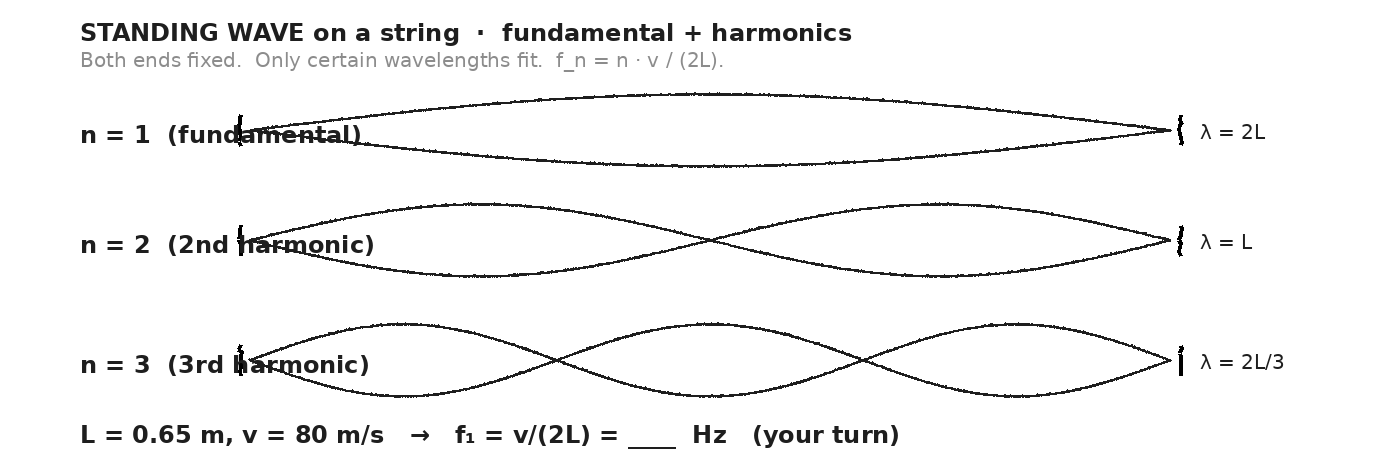 STANDING WAVE on a string · fundamental + harmonics
Both ends fixed. Only certain wavelengths fit. f_n = n · v / (2L).
n = 1 (fundamental)
λ = 2L
n = 2 (2nd harmonic)
λ = L
n = 3 (3rd harmonic)
λ = 2L/3
L = 0.65 m, v = 80 m/s → f₁ = v/(2L) = ____ Hz (your turn)